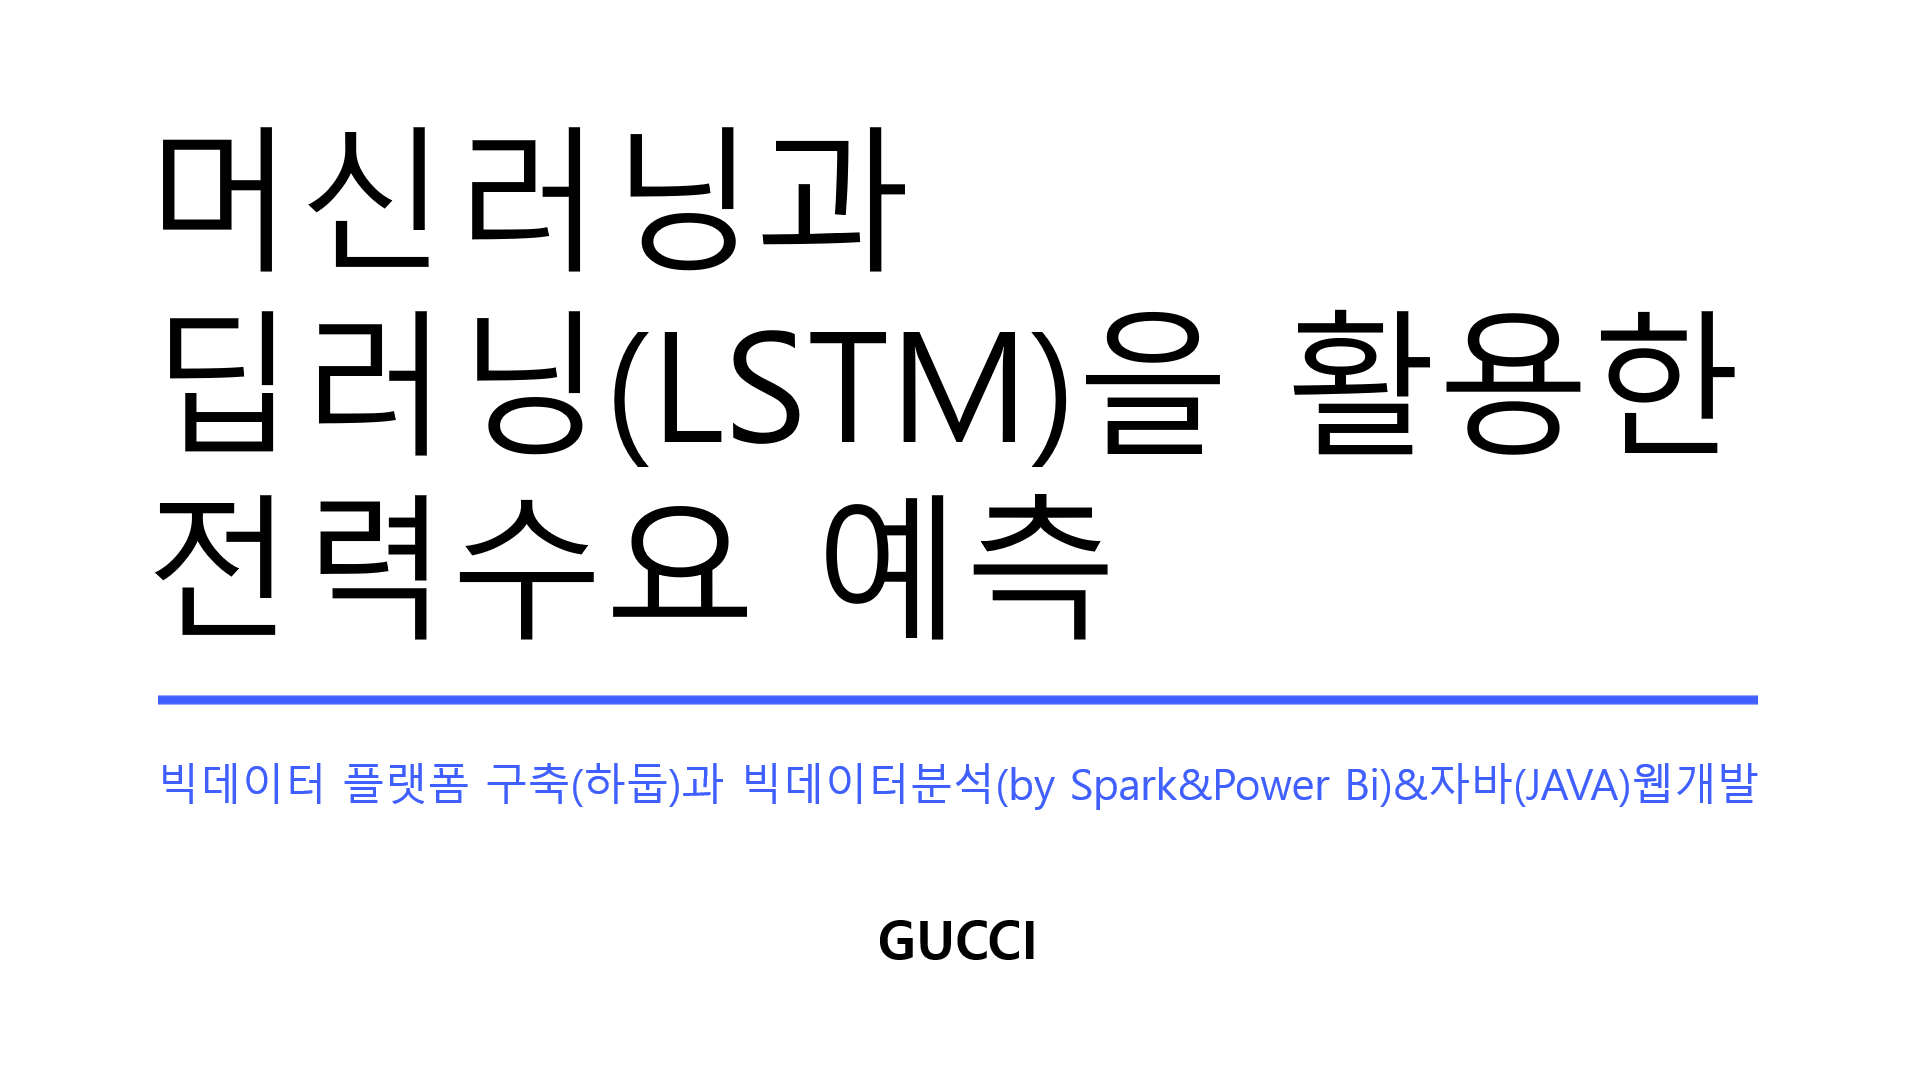 머신러닝과
딥러닝(LSTM)을 활용한
전력수요 예측
빅데이터 플랫폼 구축(하둡)과 빅데이터분석(by Spark&Power Bi)&자바(JAVA)웹개발
GUCCI